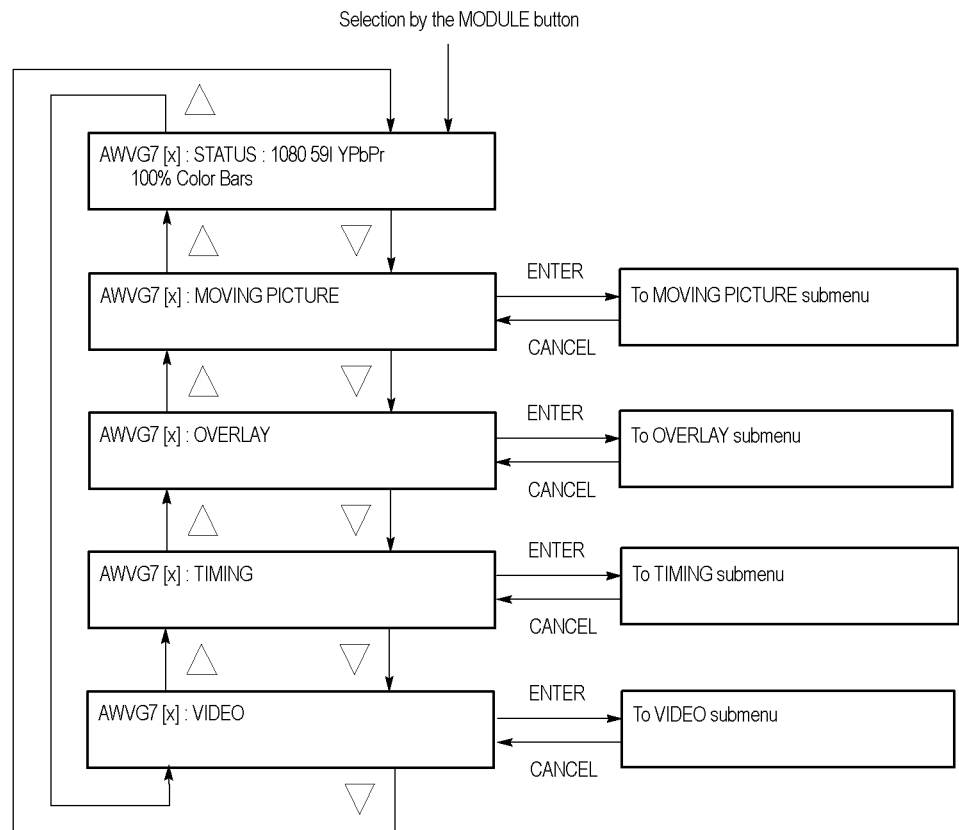 Selection by the MODULE button
AWVG7 [x] : STATUS : 1080 59I YPbPr
100% Color Bars
AWVG7 [x] : MOVING PICTURE
ENTER
To MOVING PICTURE submenu
CANCEL
AWVG7 [x] : OVERLAY
ENTER
To OVERLAY submenu
CANCEL
AWVG7 [x] : TIMING
ENTER
To TIMING submenu
CANCEL
AWVG7 [x] : VIDEO
ENTER
To VIDEO submenu
CANCEL